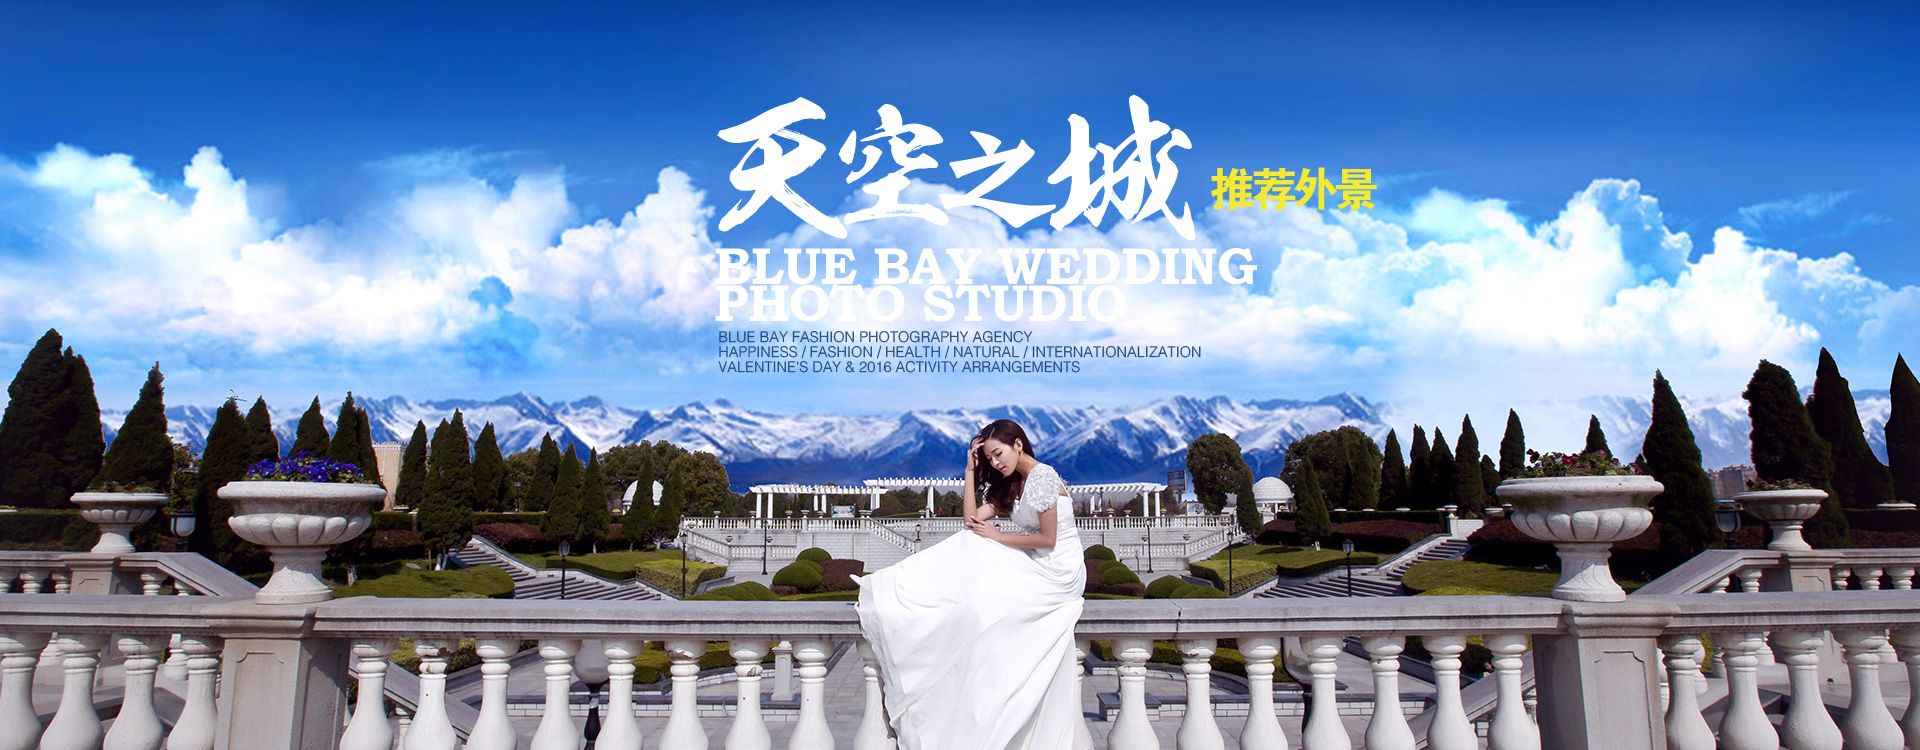 天空之城 推荐外景
BLUE BAY WEDDING
PHOTO STUDIO
BLUE BAY FASHION PHOTOGRAPHY AGENCY
HAPPINESS / FASHION / HEALTH / NATURAL / INTERNATIONALIZATION
VALENTINE'S DAY & 2016 ACTIVITY ARRANGEMENTS